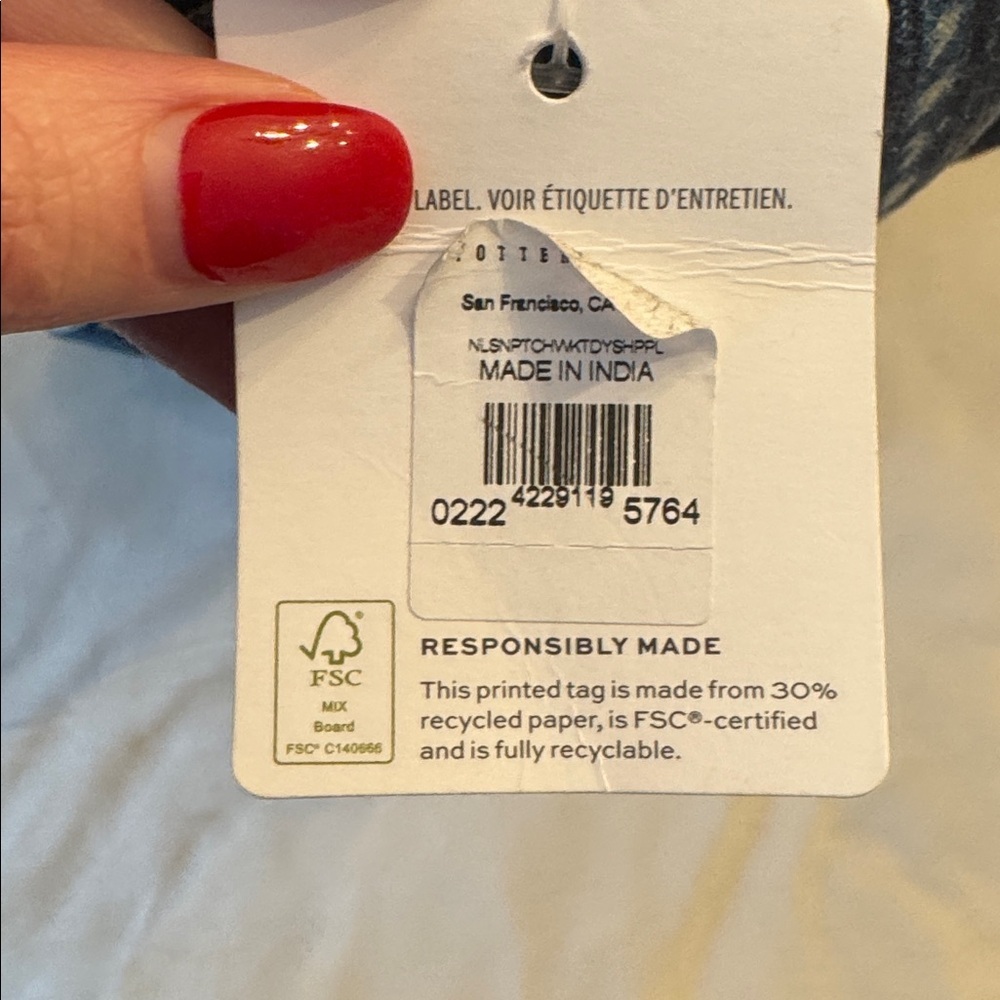 LABEL. VOIR ÉTIQUETTE D'ENTRETIEN.
OTTE
San Francisco, CA
NLSNPTCHWKTDYSHPPL
MADE IN INDIA
0222 4229119 5764
FSC
MIX
Board
FSC® C140666
RESPONSIBLY MADE
This printed tag is made from 30%
recycled paper, is FSC®-certified
and is fully recyclable.